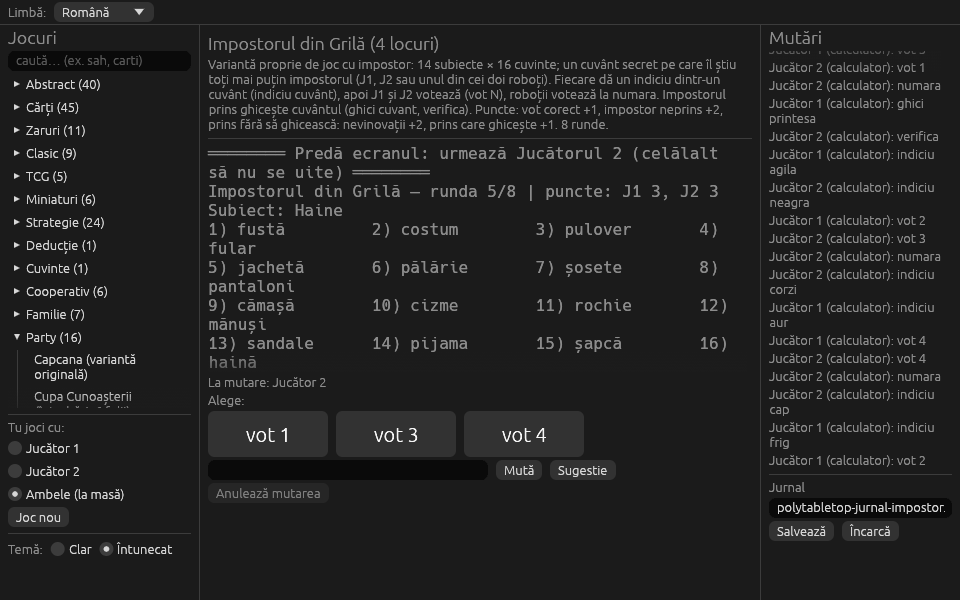 Limbă: Română
Jocuri
caută... (ex. sah, carti)
Abstract (40)
Cărți (45)
Zaruri (11)
Clasic (9)
TCG (5)
Miniaturi (6)
Strategie (24)
Deducție (1)
Cuvinte (1)
Cooperativ (6)
Familie (7)
Party (16)
Capcana (variantă
originală)
Cupa Cunoașterii
Tu joci cu:
Jucător 1
Jucător 2
Ambele (la masă)
Joc nou
Temă: Clar Întunecat
Impostorul din Grilă (4 locuri)
Variantă proprie de joc cu impostor: 14 subiecte × 16 cuvinte; un cuvânt secret pe care îl știu
toți mai puțin impostorul (J1, J2 sau unul din cei doi roboți). Fiecare dă un indiciu dintr-un
cuvânt (indiciu cuvânt), apoi J1 și J2 votează (vot N), roboții votează la numara. Impostorul
prins ghicește cuvântul (ghici cuvant, verifica). Puncte: vot corect +1, impostor neprins +2,
prins fără să ghicească: nevinovații +2, prins care ghicește +1. 8 runde.
════════ Predă ecranul: urmează Jucătorul 2 (celălalt
să nu se uite) ════════
Impostorul din Grilă — runda 5/8 | puncte: J1 3, J2 3
Subiect: Haine
1) fustă 2) costum 3) pulover 4)
fular
5) jachetă 6) pălărie 7) șosete 8)
pantaloni
9) cămașă 10) cizme 11) rochie 12)
mănuși
13) sandale 14) pijama 15) șapcă 16)
haină
La mutare: Jucător 2
Alege:
vot 1 vot 3 vot 4
Mută Sugestie
Anulează mutarea
Mutări
Jucător 2 (calculator): vot 1
Jucător 2 (calculator): numara
Jucător 1 (calculator): ghici
printesa
Jucător 2 (calculator): verifica
Jucător 1 (calculator): indiciu
agila
Jucător 2 (calculator): indiciu
neagra
Jucător 1 (calculator): vot 2
Jucător 2 (calculator): vot 3
Jucător 2 (calculator): numara
Jucător 2 (calculator): indiciu
corzi
Jucător 1 (calculator): indiciu
aur
Jucător 1 (calculator): vot 4
Jucător 2 (calculator): vot 4
Jucător 2 (calculator): numara
Jucător 2 (calculator): indiciu
cap
Jucător 1 (calculator): indiciu
frig
Jucător 1 (calculator): vot 2
Jurnal
polytabletop-jurnal-impostor.
Salvează Încarcă